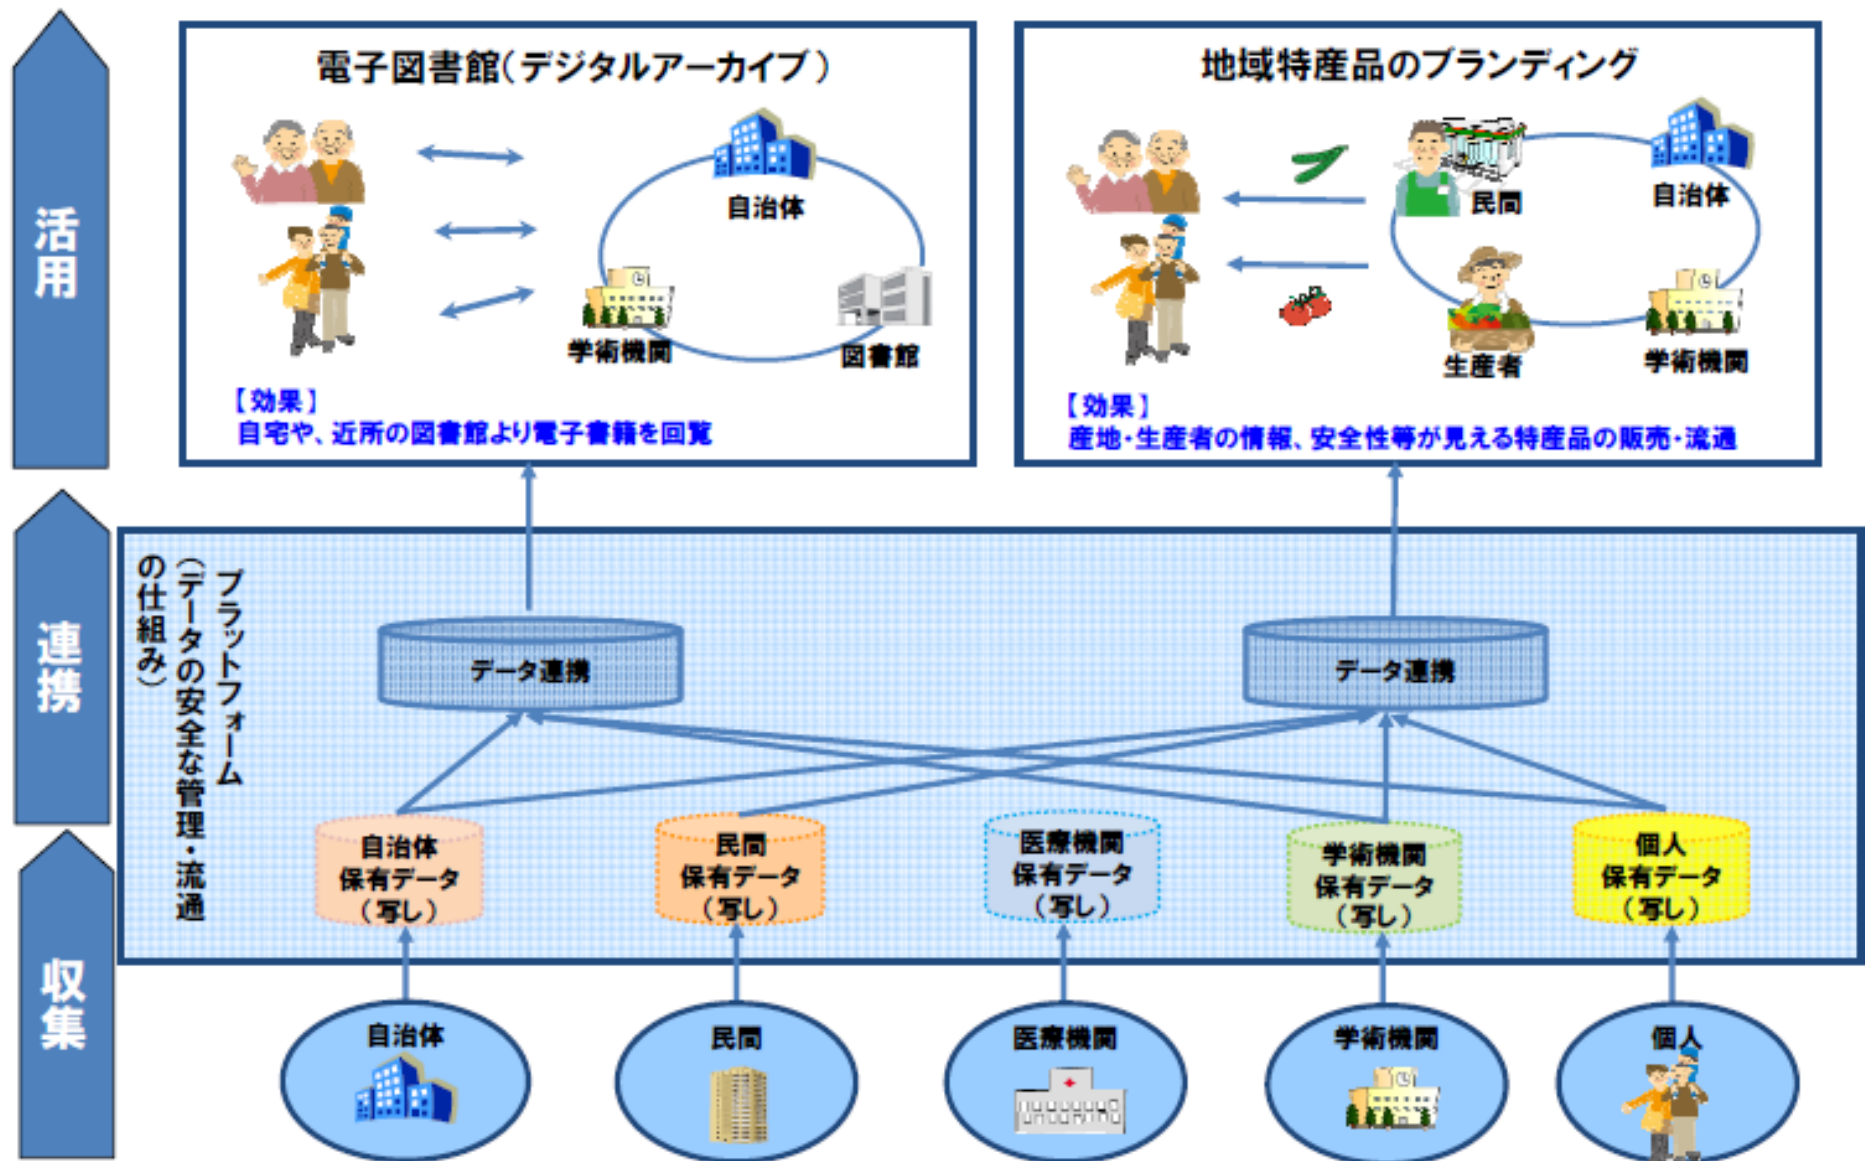 活用
電子図書館(デジタルアーカイブ)
自治体
学術機関
図書館
【効果】
自宅や、近所の図書館より電子書籍を回覧
地域特産品のブランディング
民間
自治体
生産者
学術機関
【効果】
産地・生産者の情報、安全性等が見える特産品の販売・流通
連携
プラットフォーム
(データの安全な管理・流通
の仕組み)
データ連携
データ連携
自治体
保有データ
(写し)
民間
保有データ
(写し)
医療機関
保有データ
(写し)
学術機関
保有データ
(写し)
個人
保有データ
(写し)
収集
自治体
民間
医療機関
学術機関
個人